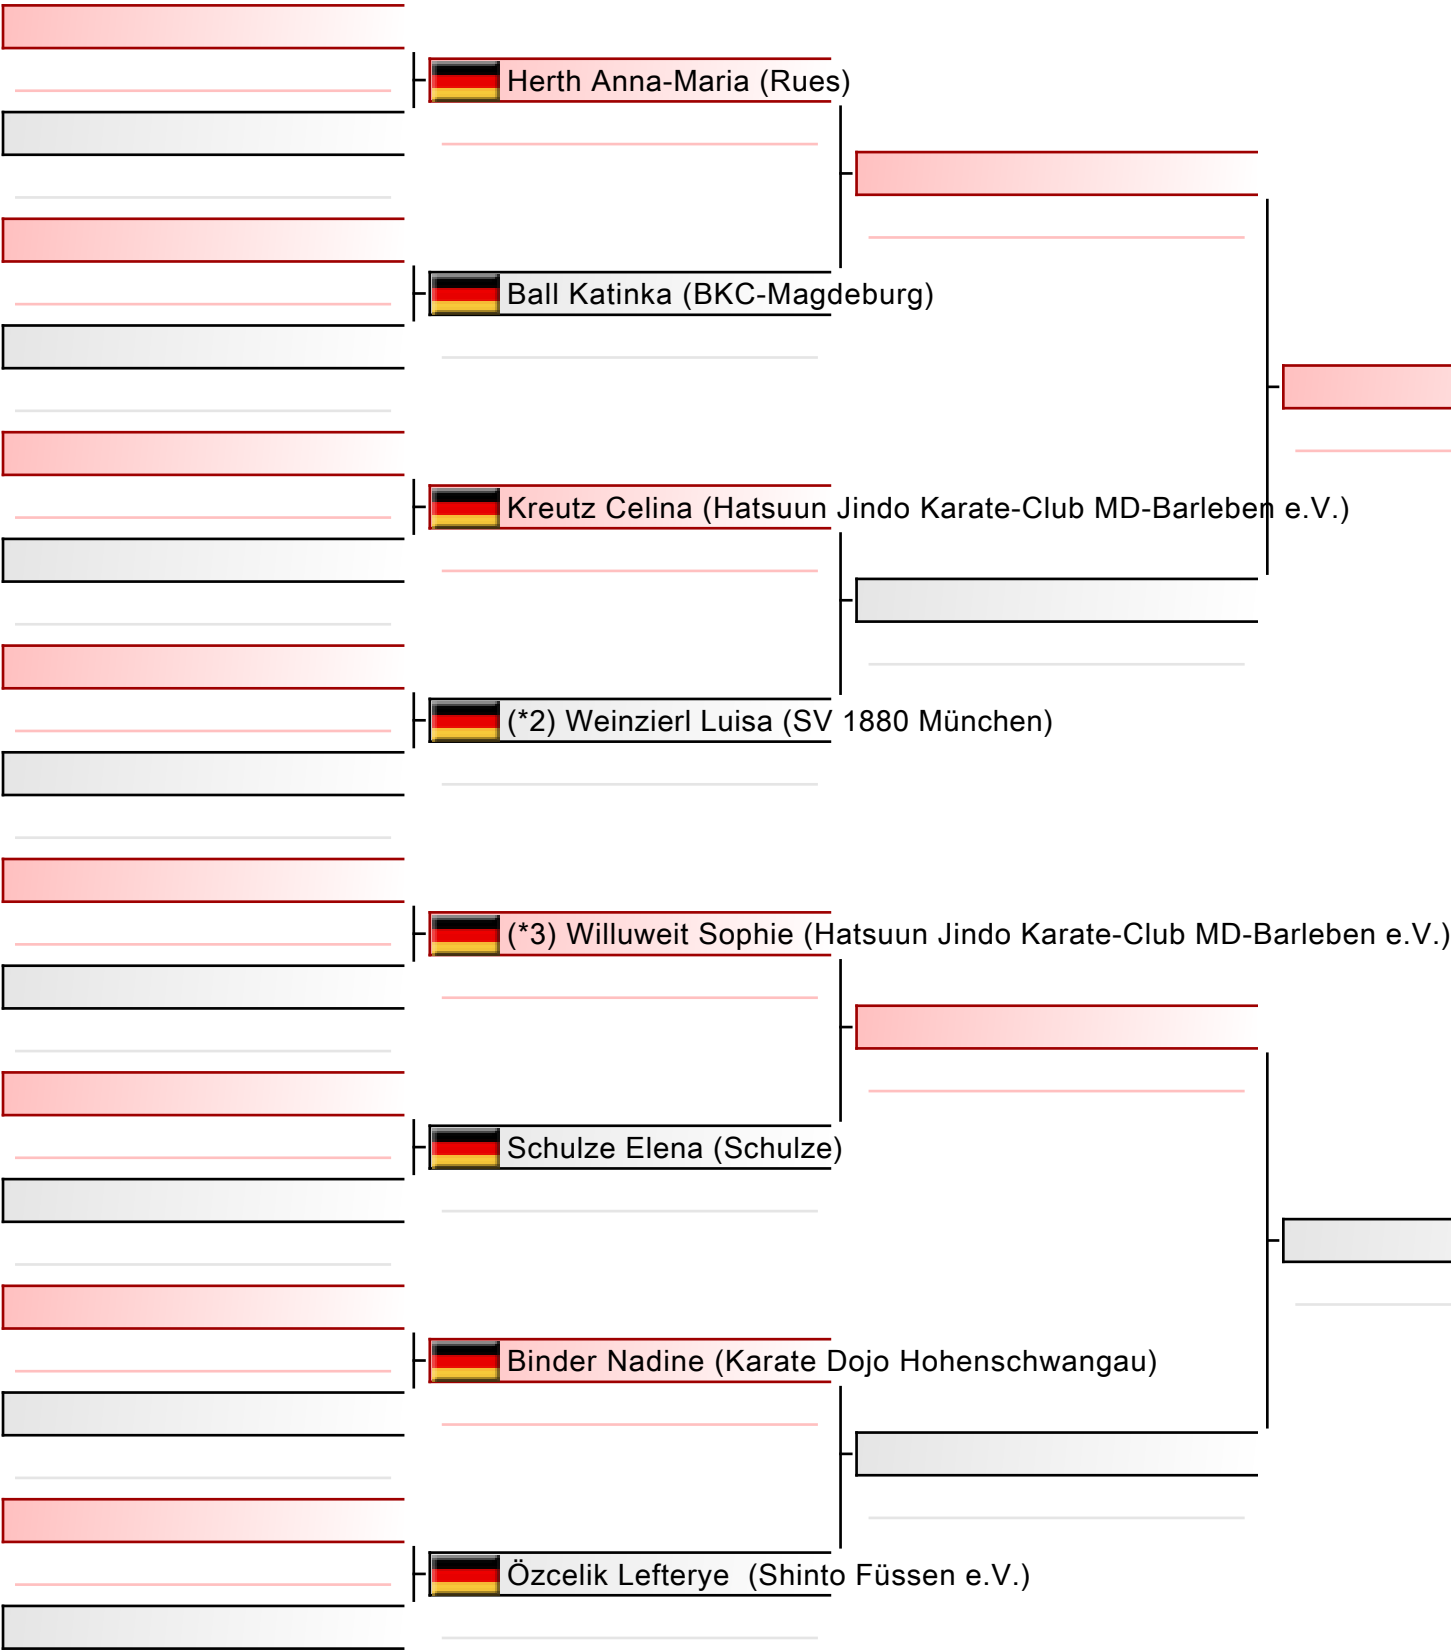 Herth Anna-Maria (Rues)
Ball Katinka (BKC-Magdeburg)
Kreutz Celina (Hatsuun Jindo Karate-Club MD-Barleben e.V.)
(*2) Weinzierl Luisa (SV 1880 München)
(*3) Willuweit Sophie (Hatsuun Jindo Karate-Club MD-Barleben e.V.)
Schulze Elena (Schulze)
Binder Nadine (Karate Dojo Hohenschwangau)
Özcelik Lefterye  (Shinto Füssen e.V.)